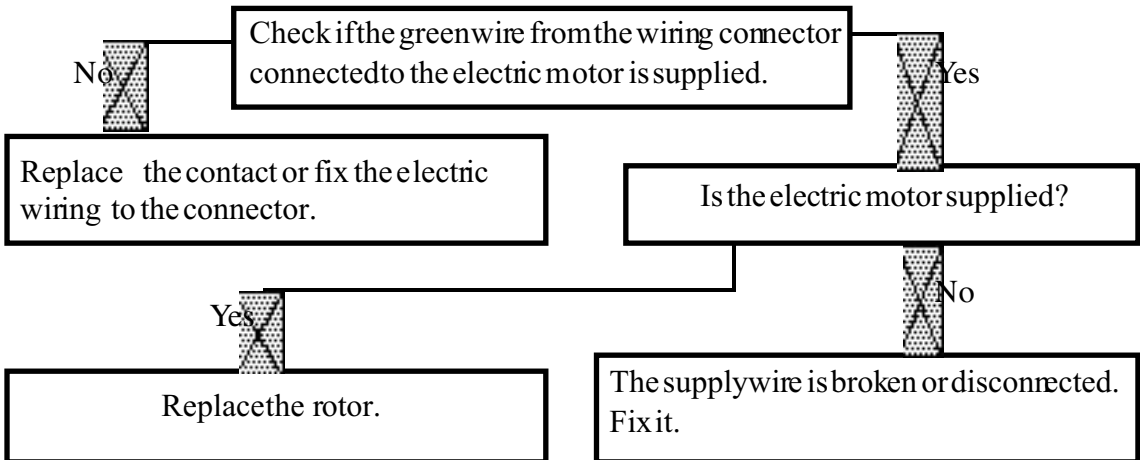 Check if the green wire from the wiring connector
connected to the electric motor is supplied.
No
Yes
Replace the contact or fix the electric
wiring to the connector.
Is the electric motor supplied?
Yes
No
Replace the rotor.
The supply wire is broken or disconnected.
Fix it.